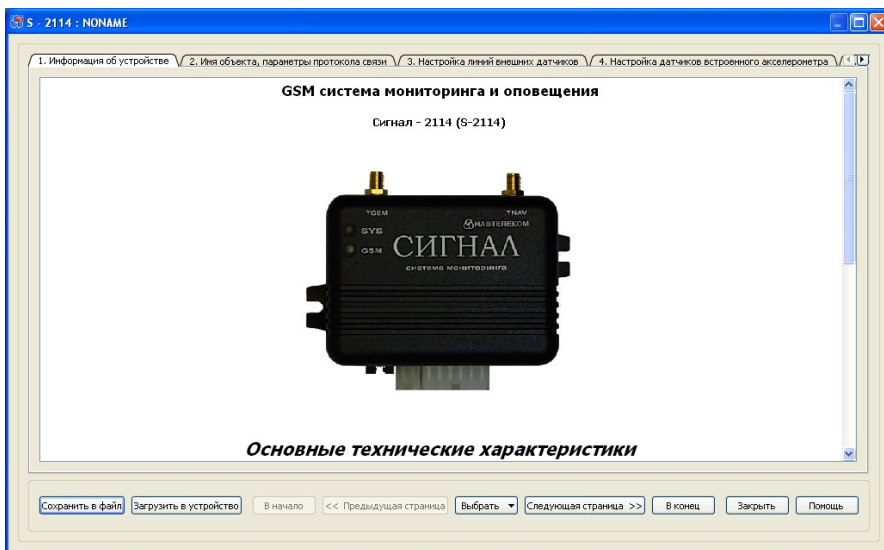 S - 2114 : NONAME
1. Информация об устройстве
2. Имя объекта, параметры протокола связи
3. Настройка линий внешних датчиков
4. Настройка датчиков встроенного акселерометра
GSM система мониторинга и оповещения
Сигнал - 2114 (S-2114)
YGSM
YNAV
SYS
НАВТЕЛЕКОМ
GSM
СИГНАЛ
система мониторинга
Основные технические характеристики
Сохранить в файл
Загрузить в устройство
В начало
<< Предыдущая страница
Выбрать
Следующая страница >>
В конец
Закрыть
Помощь